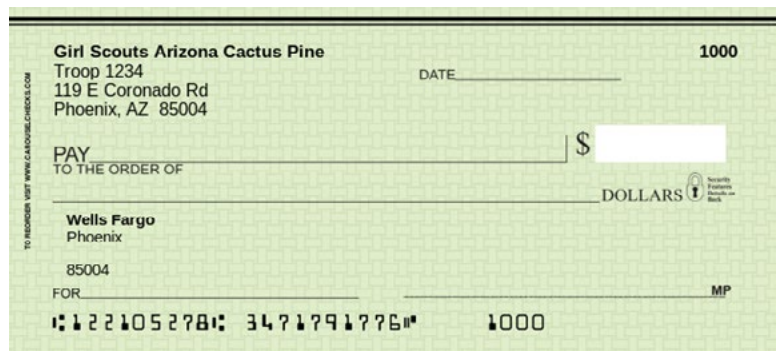 Girl Scouts Arizona Cactus Pine
1000
Troop 1234
DATE
119 E Coronado Rd
Phoenix, AZ 85004
TO REORDER VISIT WWW.CAROUSELCHECKS.COM
PAY
$
TO THE ORDER OF
DOLLARS
Security
Features
Details on
Back
Wells Fargo
Phoenix
85004
FOR
MP
⑆122105278⑆ 3471791776⑈ 1000